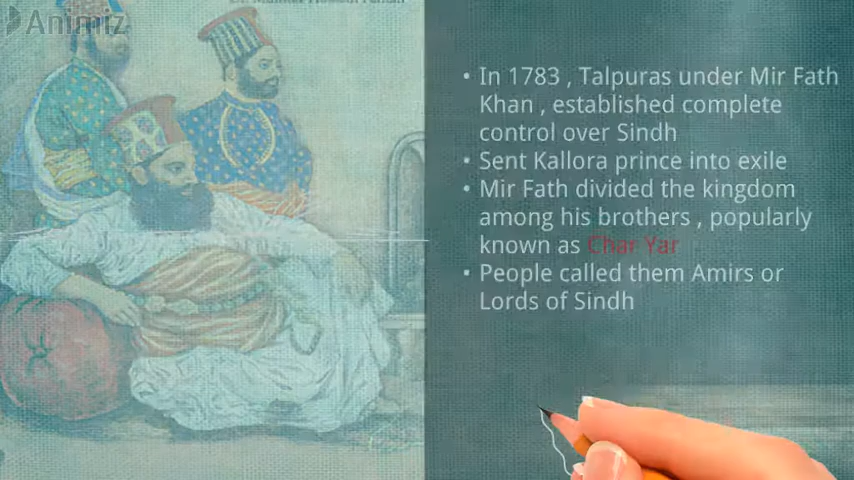 Animiz
• In 1783 , Talpuras under Mir Fath
Khan , established complete
control over Sindh
• Sent Kallora prince into exile
• Mir Fath divided the kingdom
among his brothers , popularly
known as Char Yar
• People called them Amirs or
Lords of Sindh